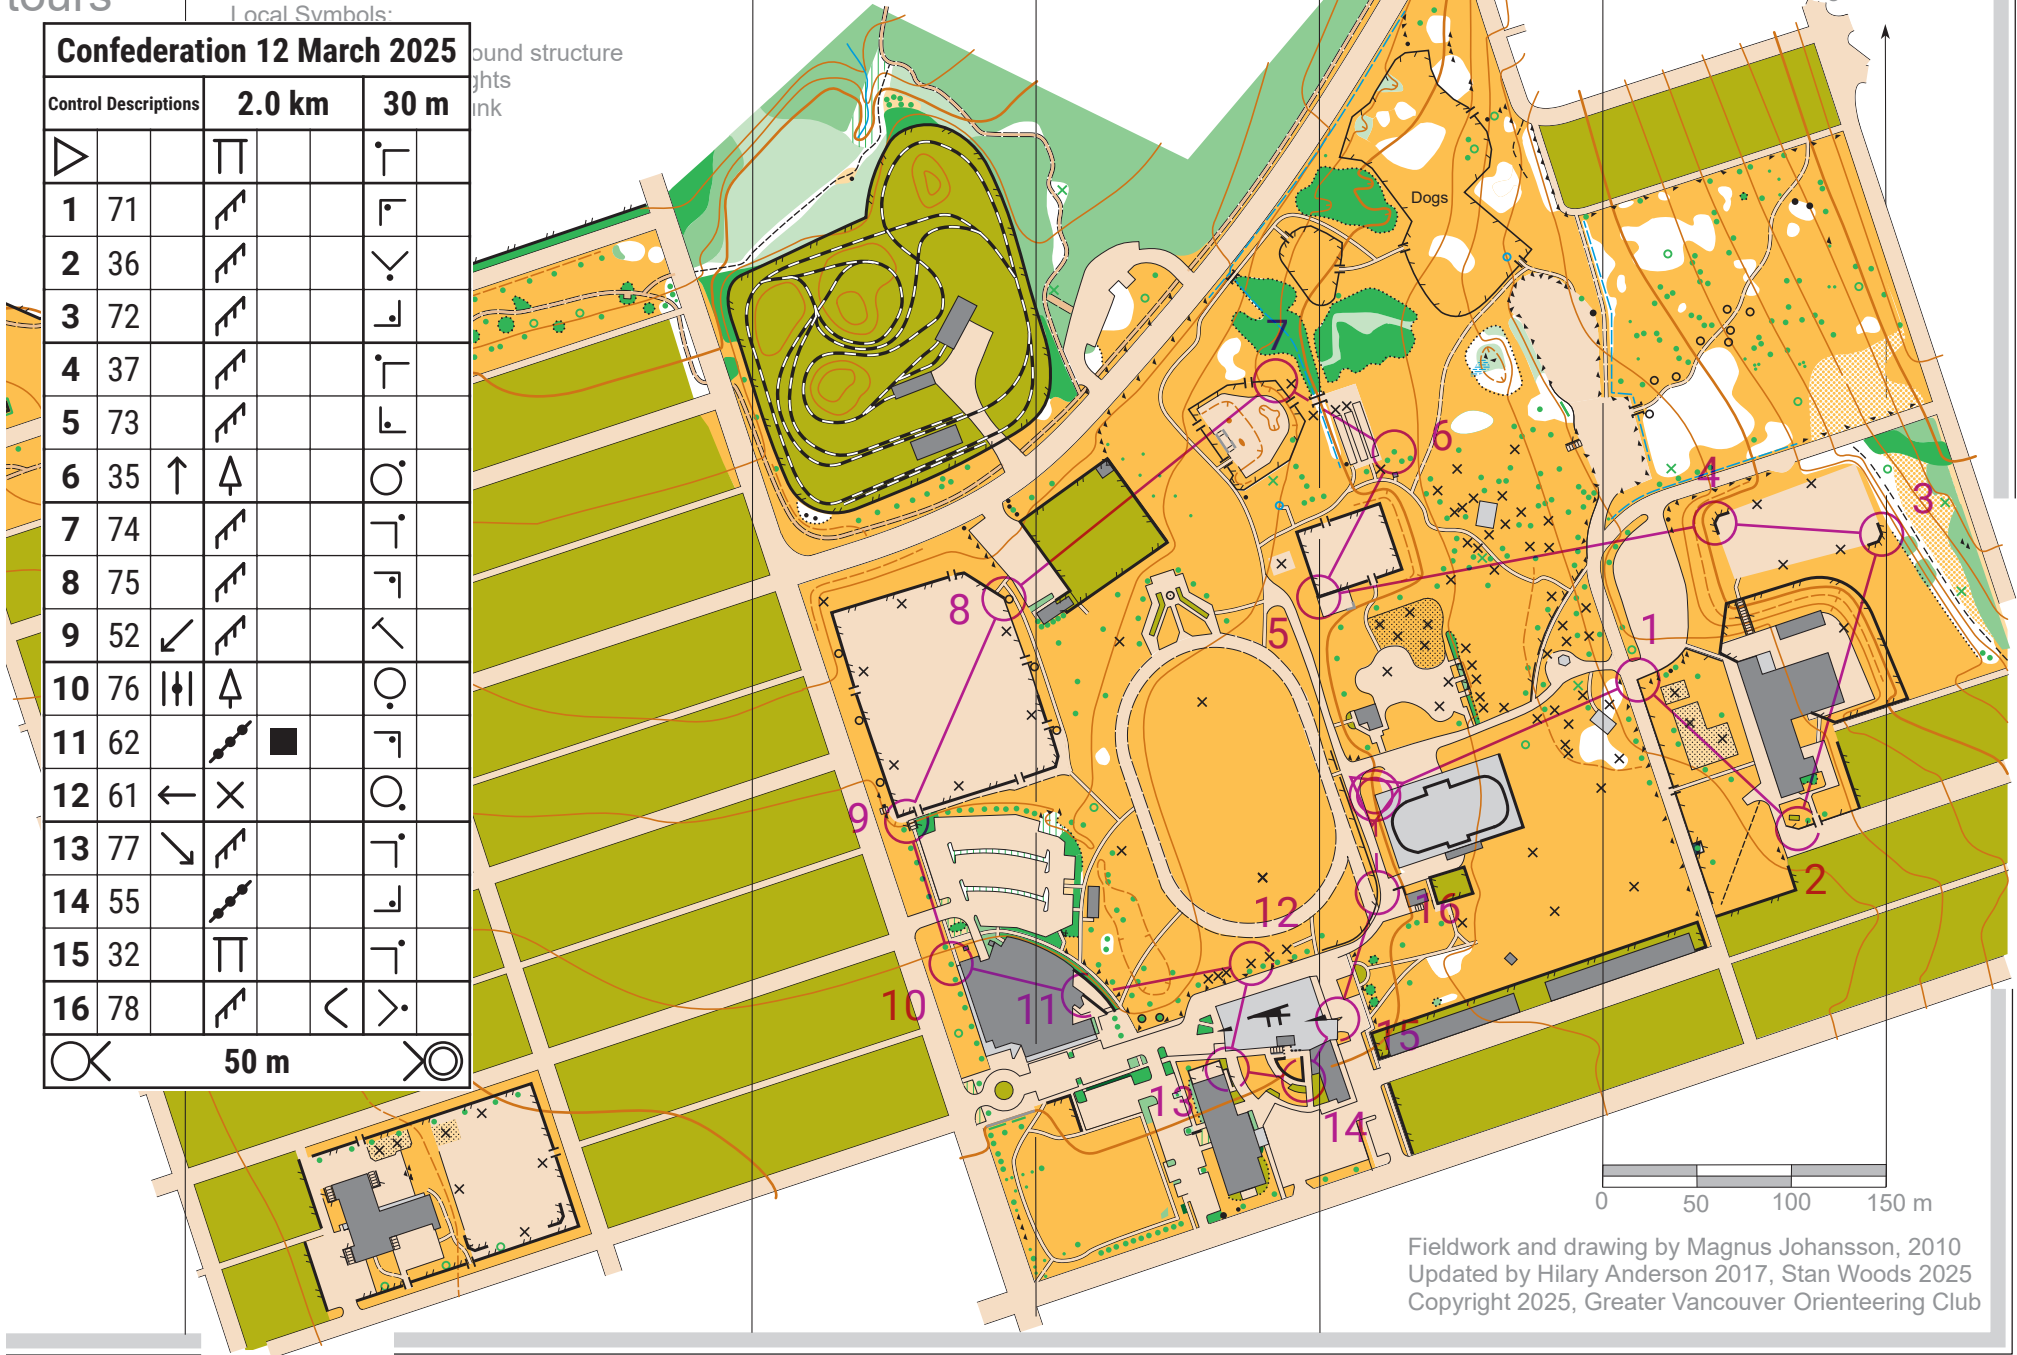 tours
Local Symbols:
ound structure
ghts
unk
Confederation 12 March 2025
Control Descriptions 2.0 km 30 m
1 71
2 36
3 72
4 37
5 73
6 35
7 74
8 75
9 52
10 76
11 62
12 61
13 77
14 55
15 32
16 78
50 m
Dogs
7
6
4
3
8
5
1
9
2
12
16
10
11
15
13
14
0 50 100 150 m
Fieldwork and drawing by Magnus Johansson, 2010
Updated by Hilary Anderson 2017, Stan Woods 2025
Copyright 2025, Greater Vancouver Orienteering Club